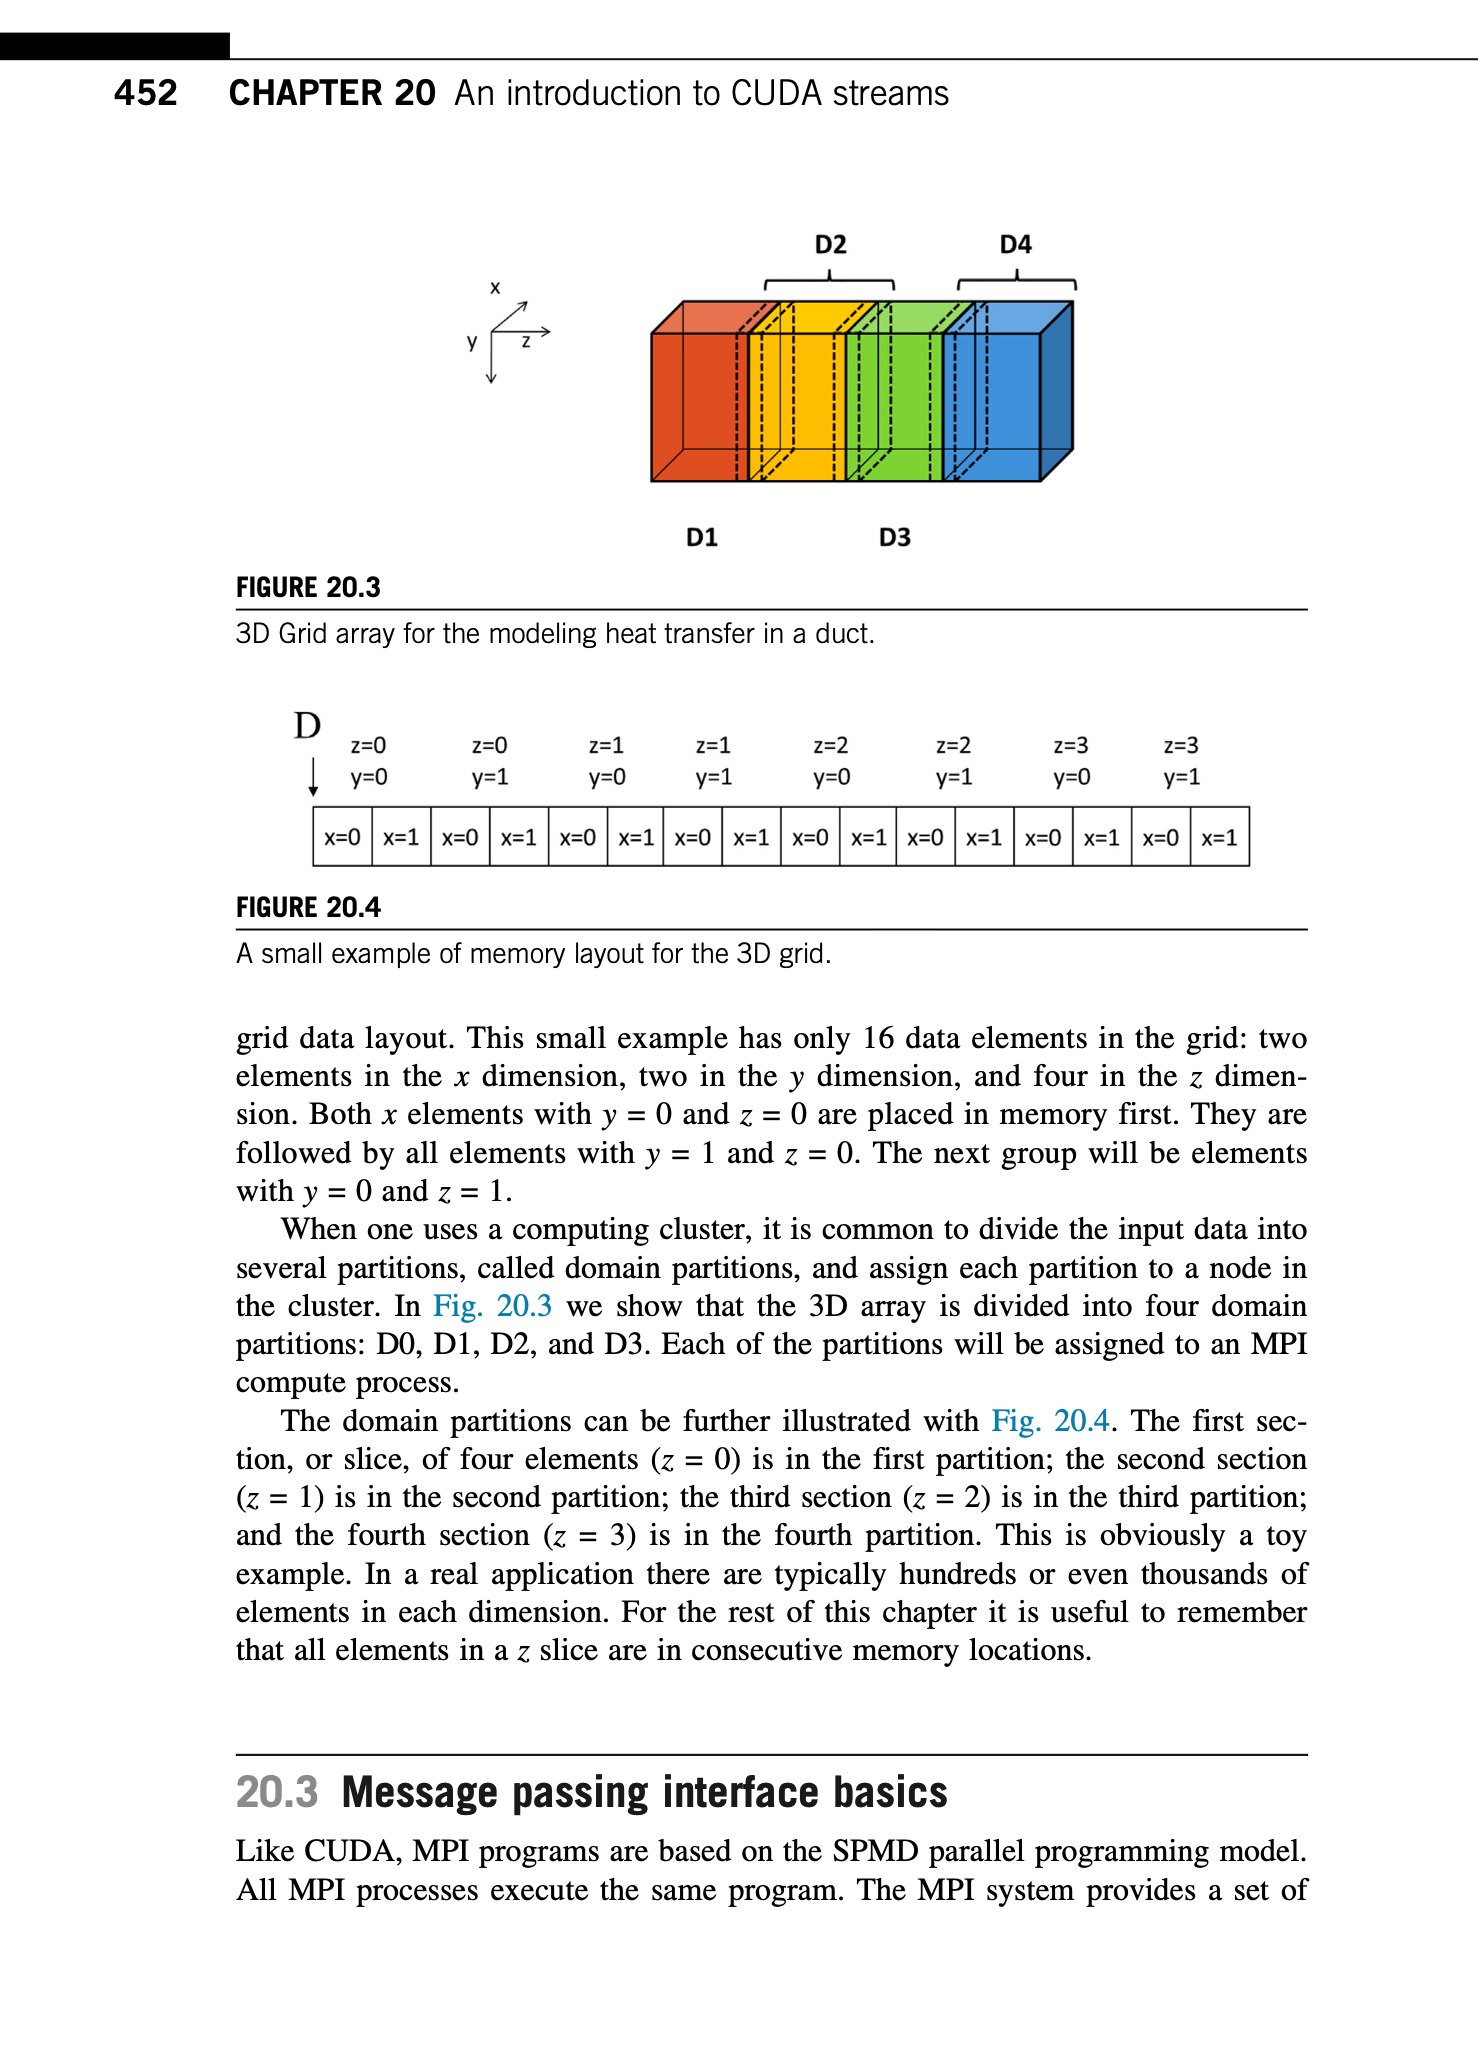 452 CHAPTER 20 An introduction to CUDA streams
D2 D4
x
y z
D1 D3
FIGURE 20.3
3D Grid array for the modeling heat transfer in a duct.
D
z=0 z=0 z=1 z=1 z=2 z=2 z=3 z=3
y=0 y=1 y=0 y=1 y=0 y=1 y=0 y=1
x=0 x=1 x=0 x=1 x=0 x=1 x=0 x=1 x=0 x=1 x=0 x=1 x=0 x=1 x=0 x=1
FIGURE 20.4
A small example of memory layout for the 3D grid.
grid data layout. This small example has only 16 data elements in the grid: two
elements in the x dimension, two in the y dimension, and four in the z dimen-
sion. Both x elements with y = 0 and z = 0 are placed in memory first. They are
followed by all elements with y = 1 and z = 0. The next group will be elements
with y = 0 and z = 1.
When one uses a computing cluster, it is common to divide the input data into
several partitions, called domain partitions, and assign each partition to a node in
the cluster. In Fig. 20.3 we show that the 3D array is divided into four domain
partitions: D0, D1, D2, and D3. Each of the partitions will be assigned to an MPI
compute process.
The domain partitions can be further illustrated with Fig. 20.4. The first sec-
tion, or slice, of four elements (z = 0) is in the first partition; the second section
(z = 1) is in the second partition; the third section (z = 2) is in the third partition;
and the fourth section (z = 3) is in the fourth partition. This is obviously a toy
example. In a real application there are typically hundreds or even thousands of
elements in each dimension. For the rest of this chapter it is useful to remember
that all elements in a z slice are in consecutive memory locations.
20.3 Message passing interface basics
Like CUDA, MPI programs are based on the SPMD parallel programming model.
All MPI processes execute the same program. The MPI system provides a set of